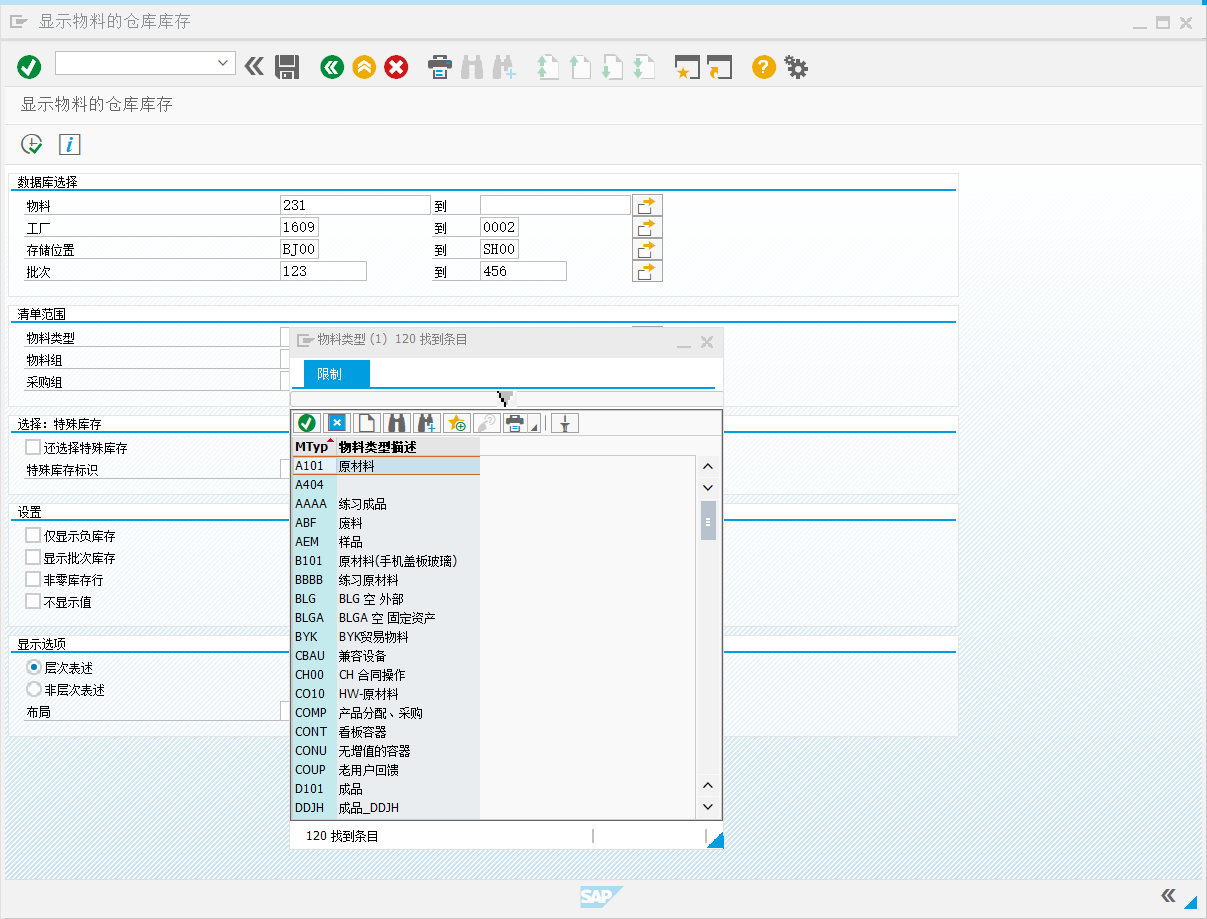 显示物料的仓库库存
显示物料的仓库库存
数据库选择
物料 231 到
工厂 1609 到 0002
存储位置 BJ00 到 SH00
批次 123 到 456
清单范围
物料类型
物料组
采购组
选择: 特殊库存
还选择特殊库存
特殊库存标识
设置
仅显示负库存
显示批次库存
非零库存行
不显示值
显示选项
层次表述
非层次表述
布局
物料类型 (1) 120 找到条目
限制
MTyp 物料类型描述
A101 原材料
A404
AAAA 练习成品
ABF 废料
AEM 样品
B101 原材料(手机盖板玻璃)
BBBB 练习原材料
BLG BLG 空 外部
BLGA BLGA 空 固定资产
BYK BYK贸易物料
CBAU 兼容设备
CH00 CH 合同操作
CO10 HW-原材料
COMP 产品分配、采购
CONT 看板容器
CONU 无增值的容器
COUP 老用户回馈
D101 成品
DDJH 成品_DDJH
120 找到条目
SAP